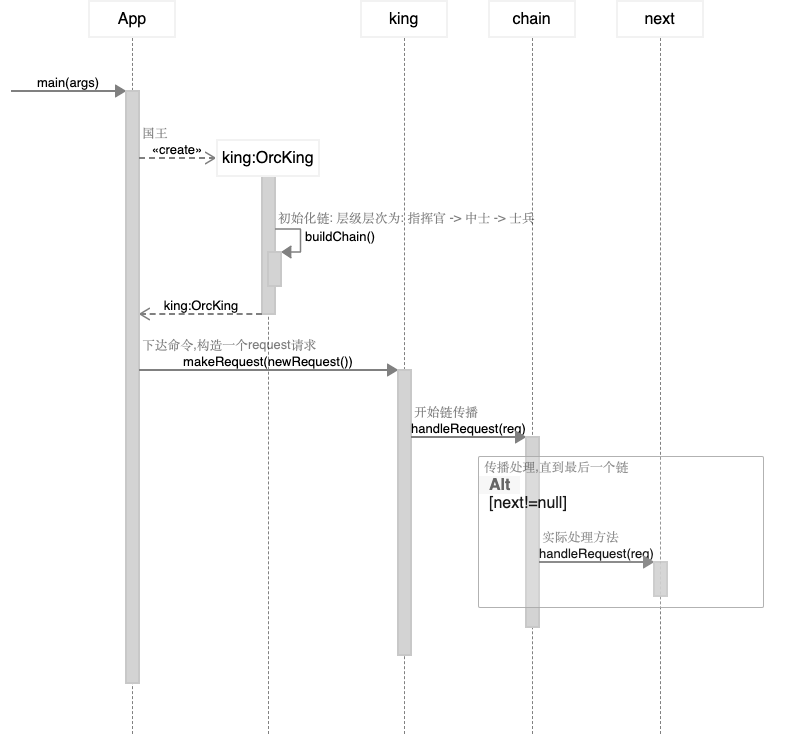 App
king
chain
next
main(args)
国王
«create»
king:OrcKing
初始化链: 层级层次为: 指挥官 -> 中士 -> 士兵
buildChain()
king:OrcKing
下达命令,构造一个request请求
makeRequest(newRequest())
开始链传播
handleRequest(req)
传播处理,直到最后一个链
Alt
[next!=null]
实际处理方法
handleRequest(req)